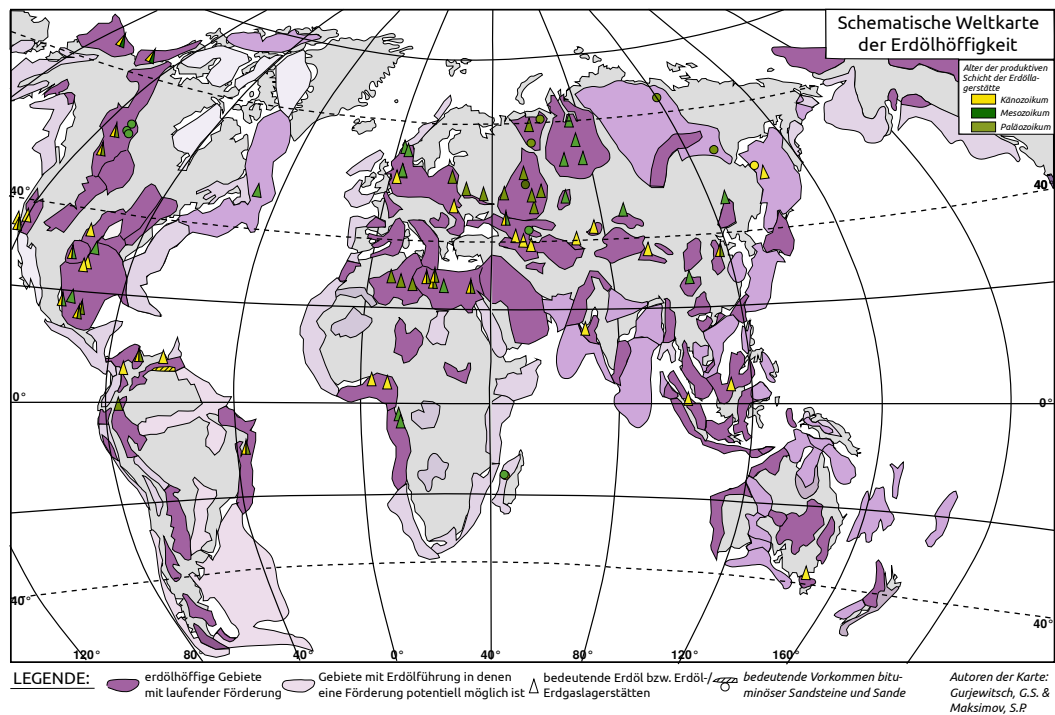 Schematische Weltkarte
der Erdölhöffigkeit
Alter der produktiven
Schicht der Erdölla-
gerstätte
Känozoikum
Mesozoikum
Paläozoikum
40°
40°
0°
0°
40°
40°
120°
80°
40°
0°
40°
80°
120°
160°
LEGENDE:
erdölhöffige Gebiete
mit laufender Förderung
Gebiete mit Erdölführung in denen
eine Förderung potentiell möglich ist
bedeutende Erdöl bzw. Erdöl-/
Erdgaslagerstätten
bedeutende Vorkommen bitu-
minöser Sandsteine und Sande
Autoren der Karte:
Gurjewitsch, G.S. &
Maksimov, S.P.